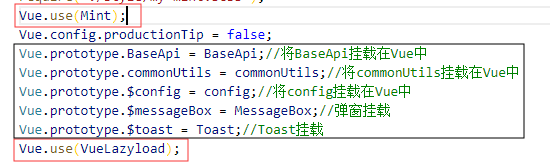 Vue.use(Mint);
Vue.config.productionTip = false;
Vue.prototype.BaseApi = BaseApi;//将BaseApi挂载在Vue中
Vue.prototype.commonUtils = commonUtils;//将commonUtils挂载在Vue中
Vue.prototype.$config = config;//将config挂载在Vue中
Vue.prototype.$messageBox = MessageBox;//弹窗挂载
Vue.prototype.$toast = Toast;//Toast挂载
Vue.use(VueLazyload);